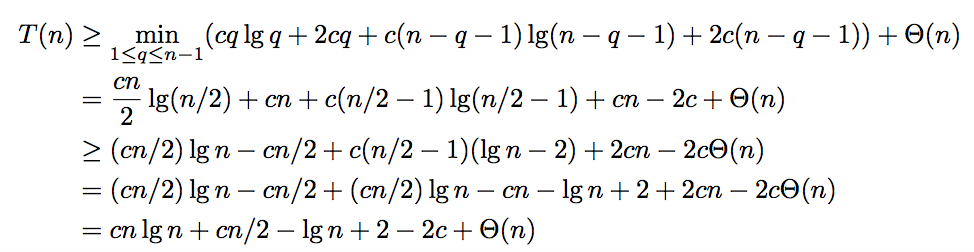 T(n) ≥ min_{1≤q≤n−1} (cq lg q + 2cq + c(n − q − 1) lg(n − q − 1) + 2c(n − q − 1)) + Θ(n)
= \frac{cn}{2} lg(n/2) + cn + c(n/2 − 1) lg(n/2 − 1) + cn − 2c + Θ(n)
≥ (cn/2) lg n − cn/2 + c(n/2 − 1)(lg n − 2) + 2cn − 2cΘ(n)
= (cn/2) lg n − cn/2 + (cn/2) lg n − cn − lg n + 2 + 2cn − 2cΘ(n)
= cn lg n + cn/2 − lg n + 2 − 2c + Θ(n)